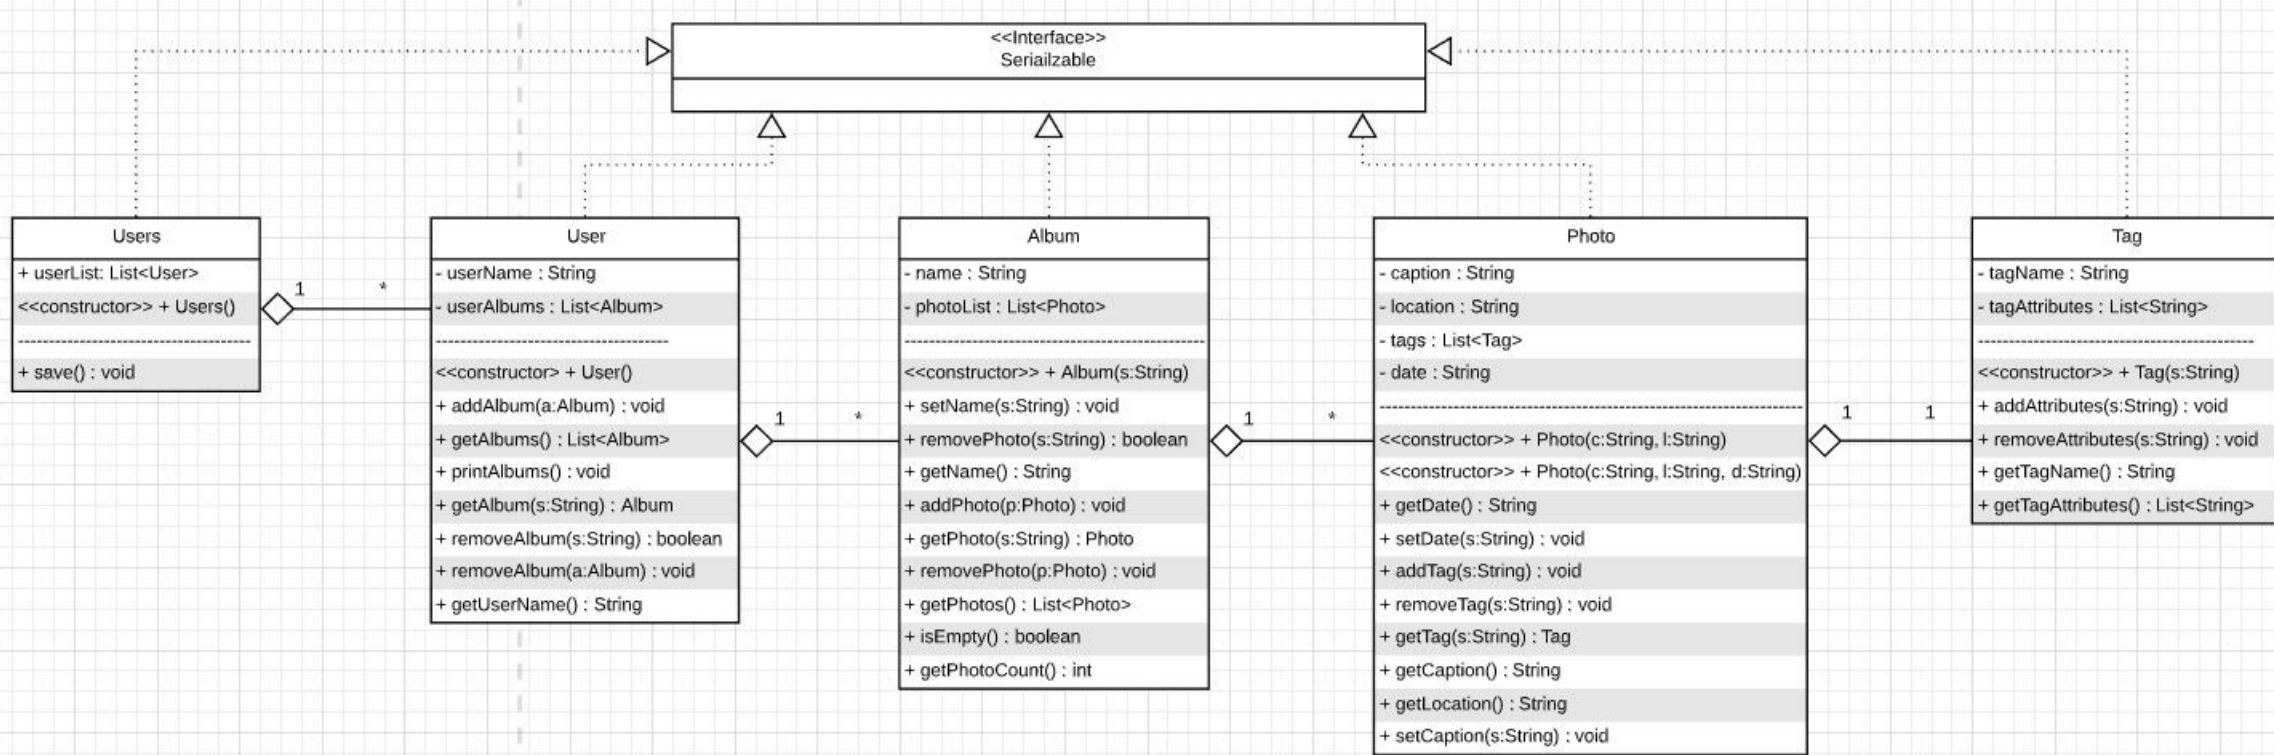 <<Interface>>
Seriailzable
Users
+ userList: List<User>
<<constructor>> + Users()
--------------------------------------
+ save() : void
1
*
User
- userName : String
- userAlbums : List<Album>
--------------------------------------
<<constructor> + User()
+ addAlbum(a:Album) : void
+ getAlbums() : List<Album>
+ printAlbums() : void
+ getAlbum(s:String) : Album
+ removeAlbum(s:String) : boolean
+ removeAlbum(a:Album) : void
+ getUserName() : String
1
*
Album
- name : String
- photoList : List<Photo>
-------------------------------------------------
<<constructor>> + Album(s:String)
+ setName(s:String) : void
+ removePhoto(s:String) : boolean
+ getName() : String
+ addPhoto(p:Photo) : void
+ getPhoto(s:String) : Photo
+ removePhoto(p:Photo) : void
+ getPhotos() : List<Photo>
+ isEmpty() : boolean
+ getPhotoCount() : int
1
*
Photo
- caption : String
- location : String
- tags : List<Tag>
- date : String
---------------------------------------------------------------------
<<constructor>> + Photo(c:String, l:String)
<<constructor>> + Photo(c:String, l:String, d:String)
+ getDate() : String
+ setDate(s:String) : void
+ addTag(s:String) : void
+ removeTag(s:String) : void
+ getTag(s:String) : Tag
+ getCaption() : String
+ getLocation() : String
+ setCaption(s:String) : void
1
1
Tag
- tagName : String
- tagAttributes : List<String>
---------------------------------------------
<<constructor>> + Tag(s:String)
+ addAttributes(s:String) : void
+ removeAttributes(s:String) : void
+ getTagName() : String
+ getTagAttributes() : List<String>